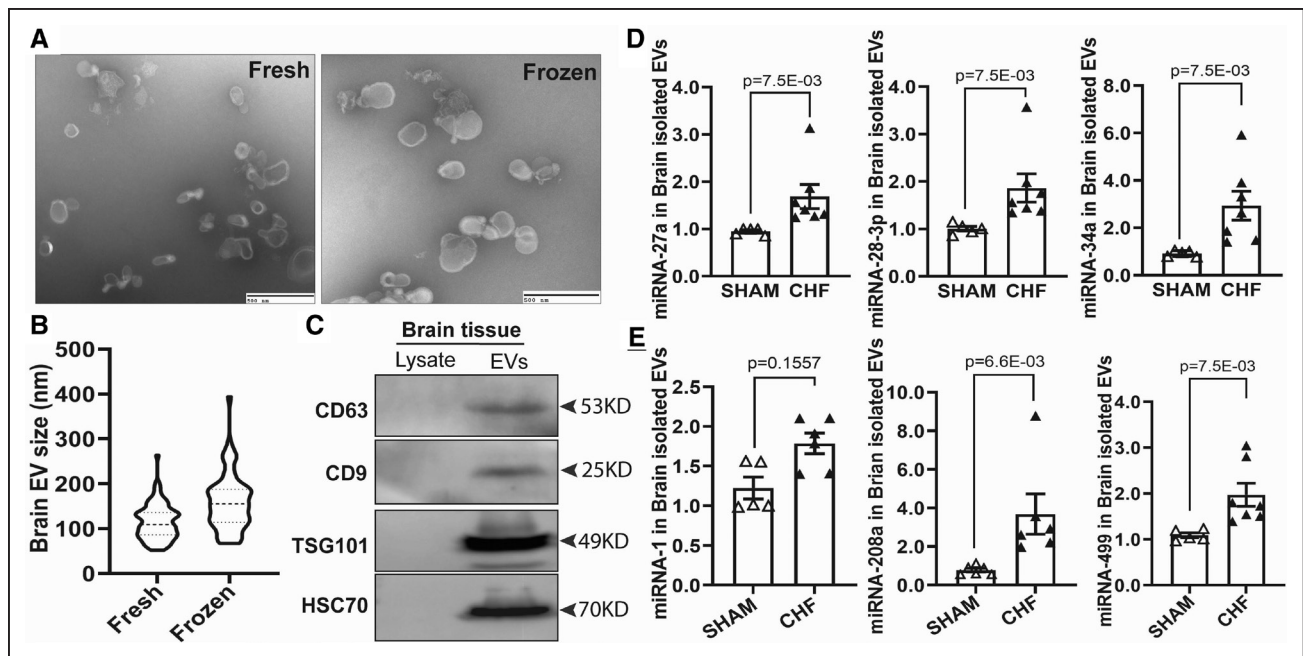 A
Fresh
500 nm
Frozen
500 nm
B
Brain EV size (nm)
500
400
300
200
100
0
Fresh
Frozen
C
Brain tissue
Lysate EVs
CD63
53KD
CD9
25KD
TSG101
49KD
HSC70
70KD
D
miRNA-27a in Brain isolated EVs
p=7.5E-03
4.0
3.0
2.0
1.0
0.0
SHAM CHF
miRNA-28-3p in Brain isolated EVs
p=7.5E-03
4.0
3.0
2.0
1.0
0.0
SHAM CHF
miRNA-34a in Brain isolated EVs
p=7.5E-03
8.0
6.0
4.0
2.0
0.0
SHAM CHF
E
miRNA-1 in Brain isolated EVs
p=0.1557
2.5
2.0
1.5
1.0
0.5
0.0
SHAM
CHF
miRNA-208a in Brian isolated EVs
p=6.6E-03
10.0
8.0
6.0
4.0
2.0
0.0
SHAM
CHF
miRNA-499 in Brain isolated EVs
p=7.5E-03
4.0
3.0
2.0
1.0
0.0
SHAM
CHF